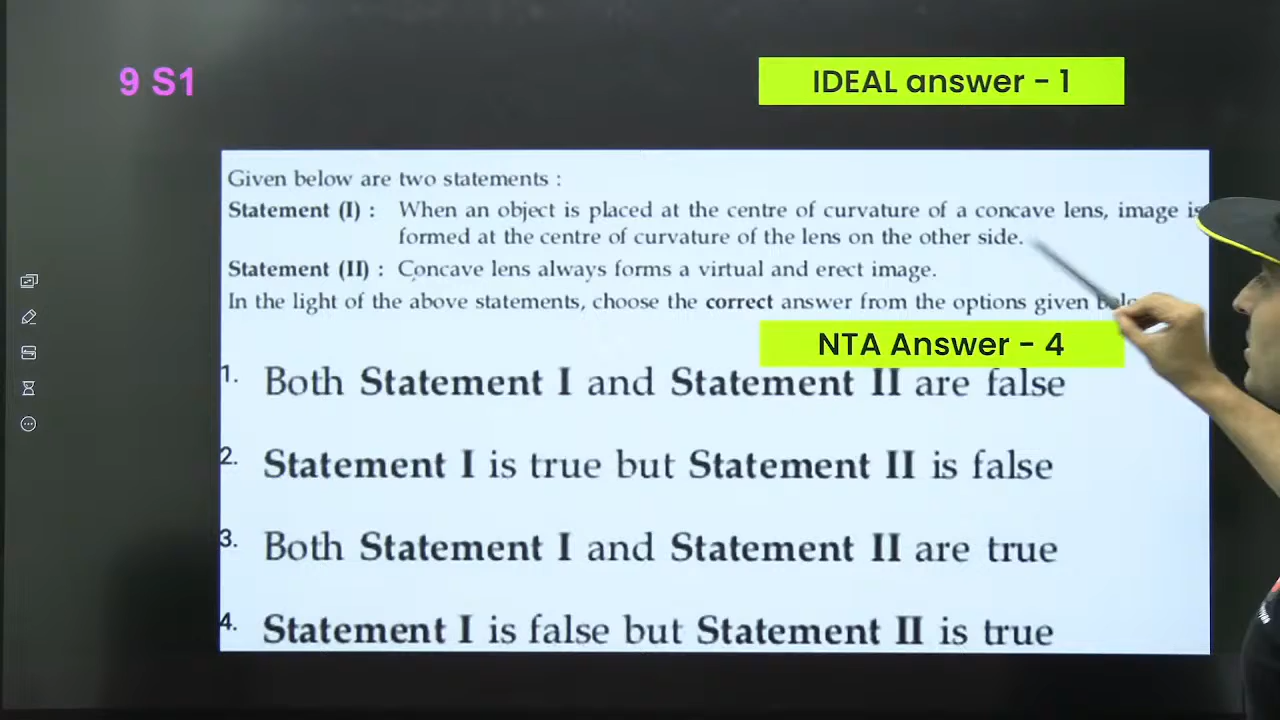 9 S1
IDEAL answer - 1
Given below are two statements :
Statement (I) : When an object is placed at the centre of curvature of a concave lens, image is
formed at the centre of curvature of the lens on the other side.
Statement (II) : Concave lens always forms a virtual and erect image.
In the light of the above statements, choose the correct answer from the options given
NTA Answer - 4
1. Both Statement I and Statement II are false
2. Statement I is true but Statement II is false
3. Both Statement I and Statement II are true
4. Statement I is false but Statement II is true